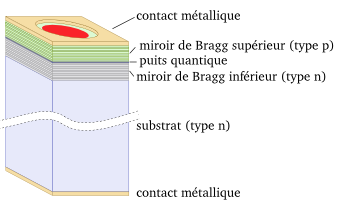 contact métallique
miroir de Bragg supérieur (type p)
puits quantique
miroir de Bragg inférieur (type n)
substrat (type n)
contact métallique